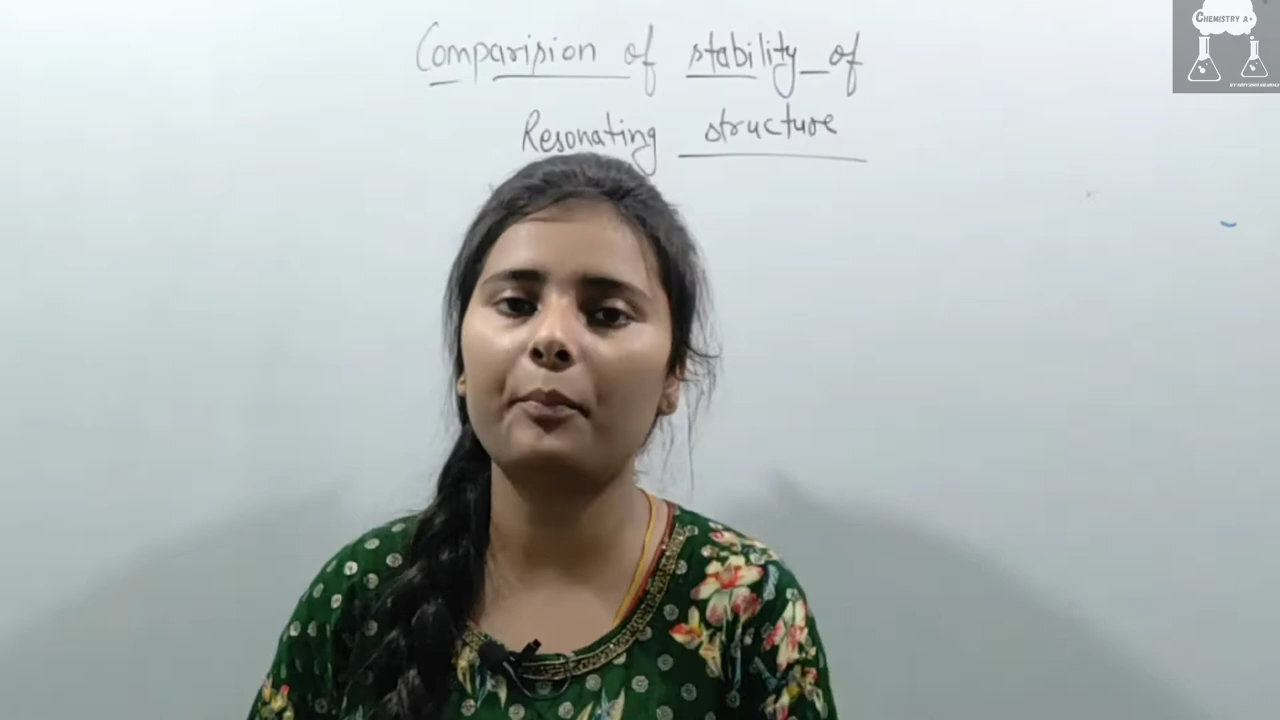 Comparision of stability of
Resonating structure
CHEMISTRY A+